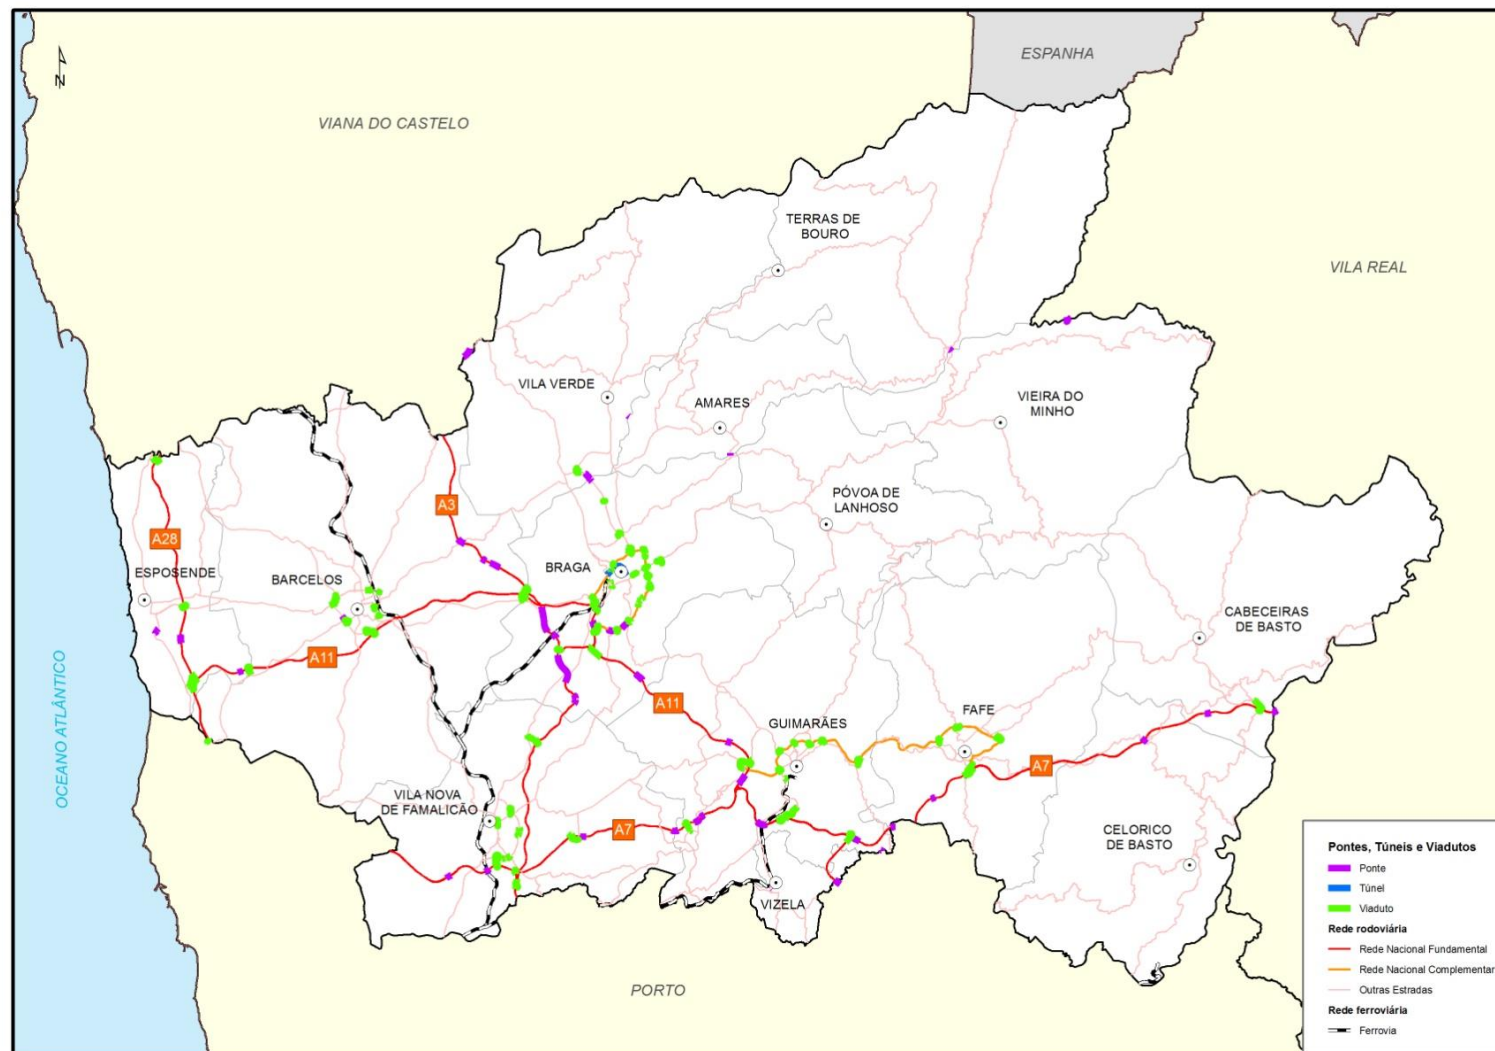 ESPANHA
VIANA DO CASTELO
TERRAS DE
BOURO
VILA REAL
VILA VERDE
AMARES
VIEIRA DO
MINHO
A3
PÓVOA DE
LANHOSO
A28
ESPOSENDE
BARCELOS
BRAGA
CABECEIRAS
DE BASTO
A11
A11
GUIMARÃES
FAFE
A7
OCEANO ATLÂNTICO
VILA NOVA
DE FAMALICÃO
A7
CELORICO
DE BASTO
VIZELA
PORTO
N
Pontes, Túneis e Viadutos
Ponte
Túnel
Viaduto
Rede rodoviária
Rede Nacional Fundamental
Rede Nacional Complementar
Outras Estradas
Rede ferroviária
Ferrovia